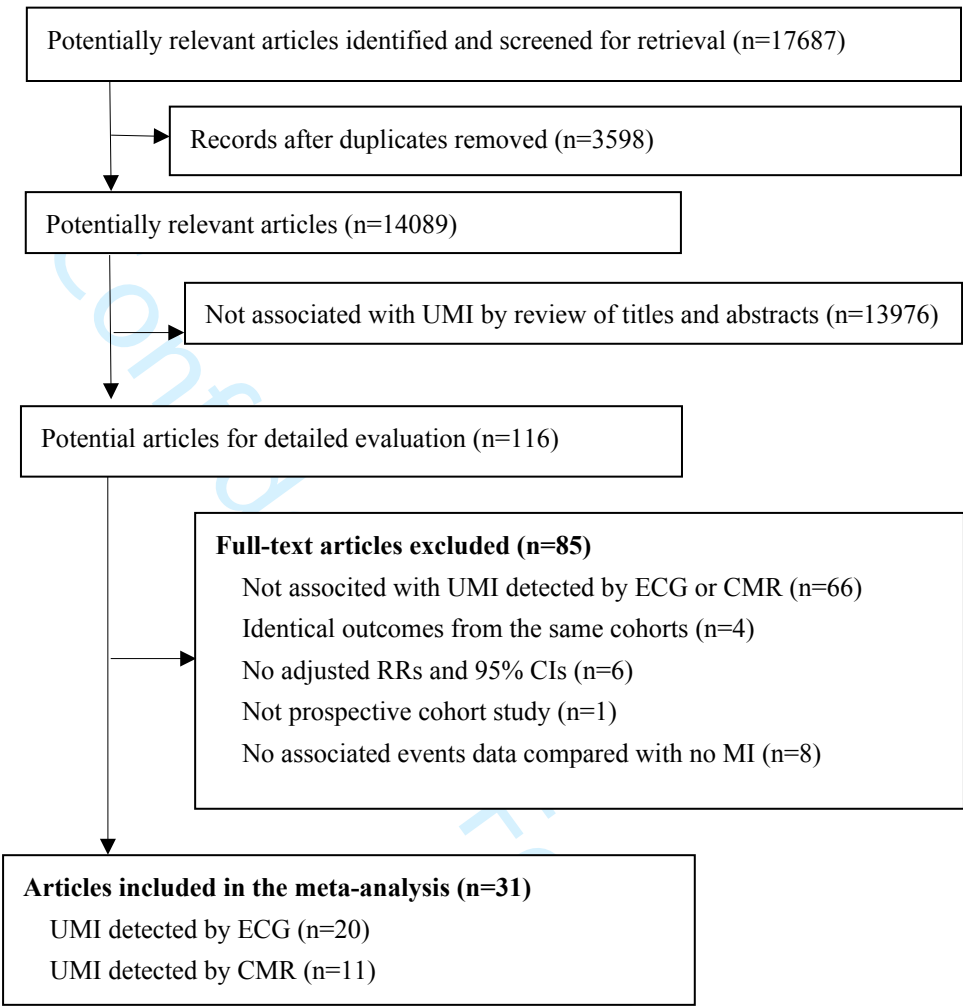 Potentially relevant articles identified and screened for retrieval (n=17687)
Records after duplicates removed (n=3598)
Potentially relevant articles (n=14089)
Not associated with UMI by review of titles and abstracts (n=13976)
Potential articles for detailed evaluation (n=116)
Full-text articles excluded (n=85)
Not associted with UMI detected by ECG or CMR (n=66)
Identical outcomes from the same cohorts (n=4)
No adjusted RRs and 95% CIs (n=6)
Not prospective cohort study (n=1)
No associated events data compared with no MI (n=8)
Articles included in the meta-analysis (n=31)
UMI detected by ECG (n=20)
UMI detected by CMR (n=11)